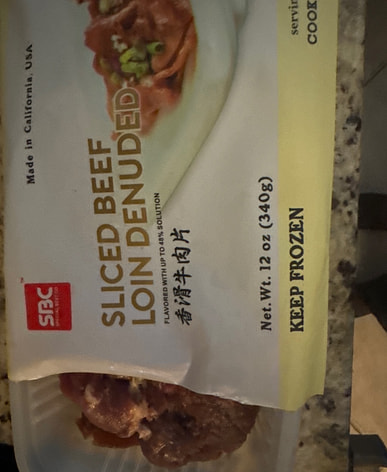 Made in California, USA
SBC
SLICED BEEF
LOIN DENUDED
FLAVORED WITH UP TO 48% SOLUTION
香滑牛肉片
Net.Wt. 12 oz (340g)
KEEP FROZEN
COOK